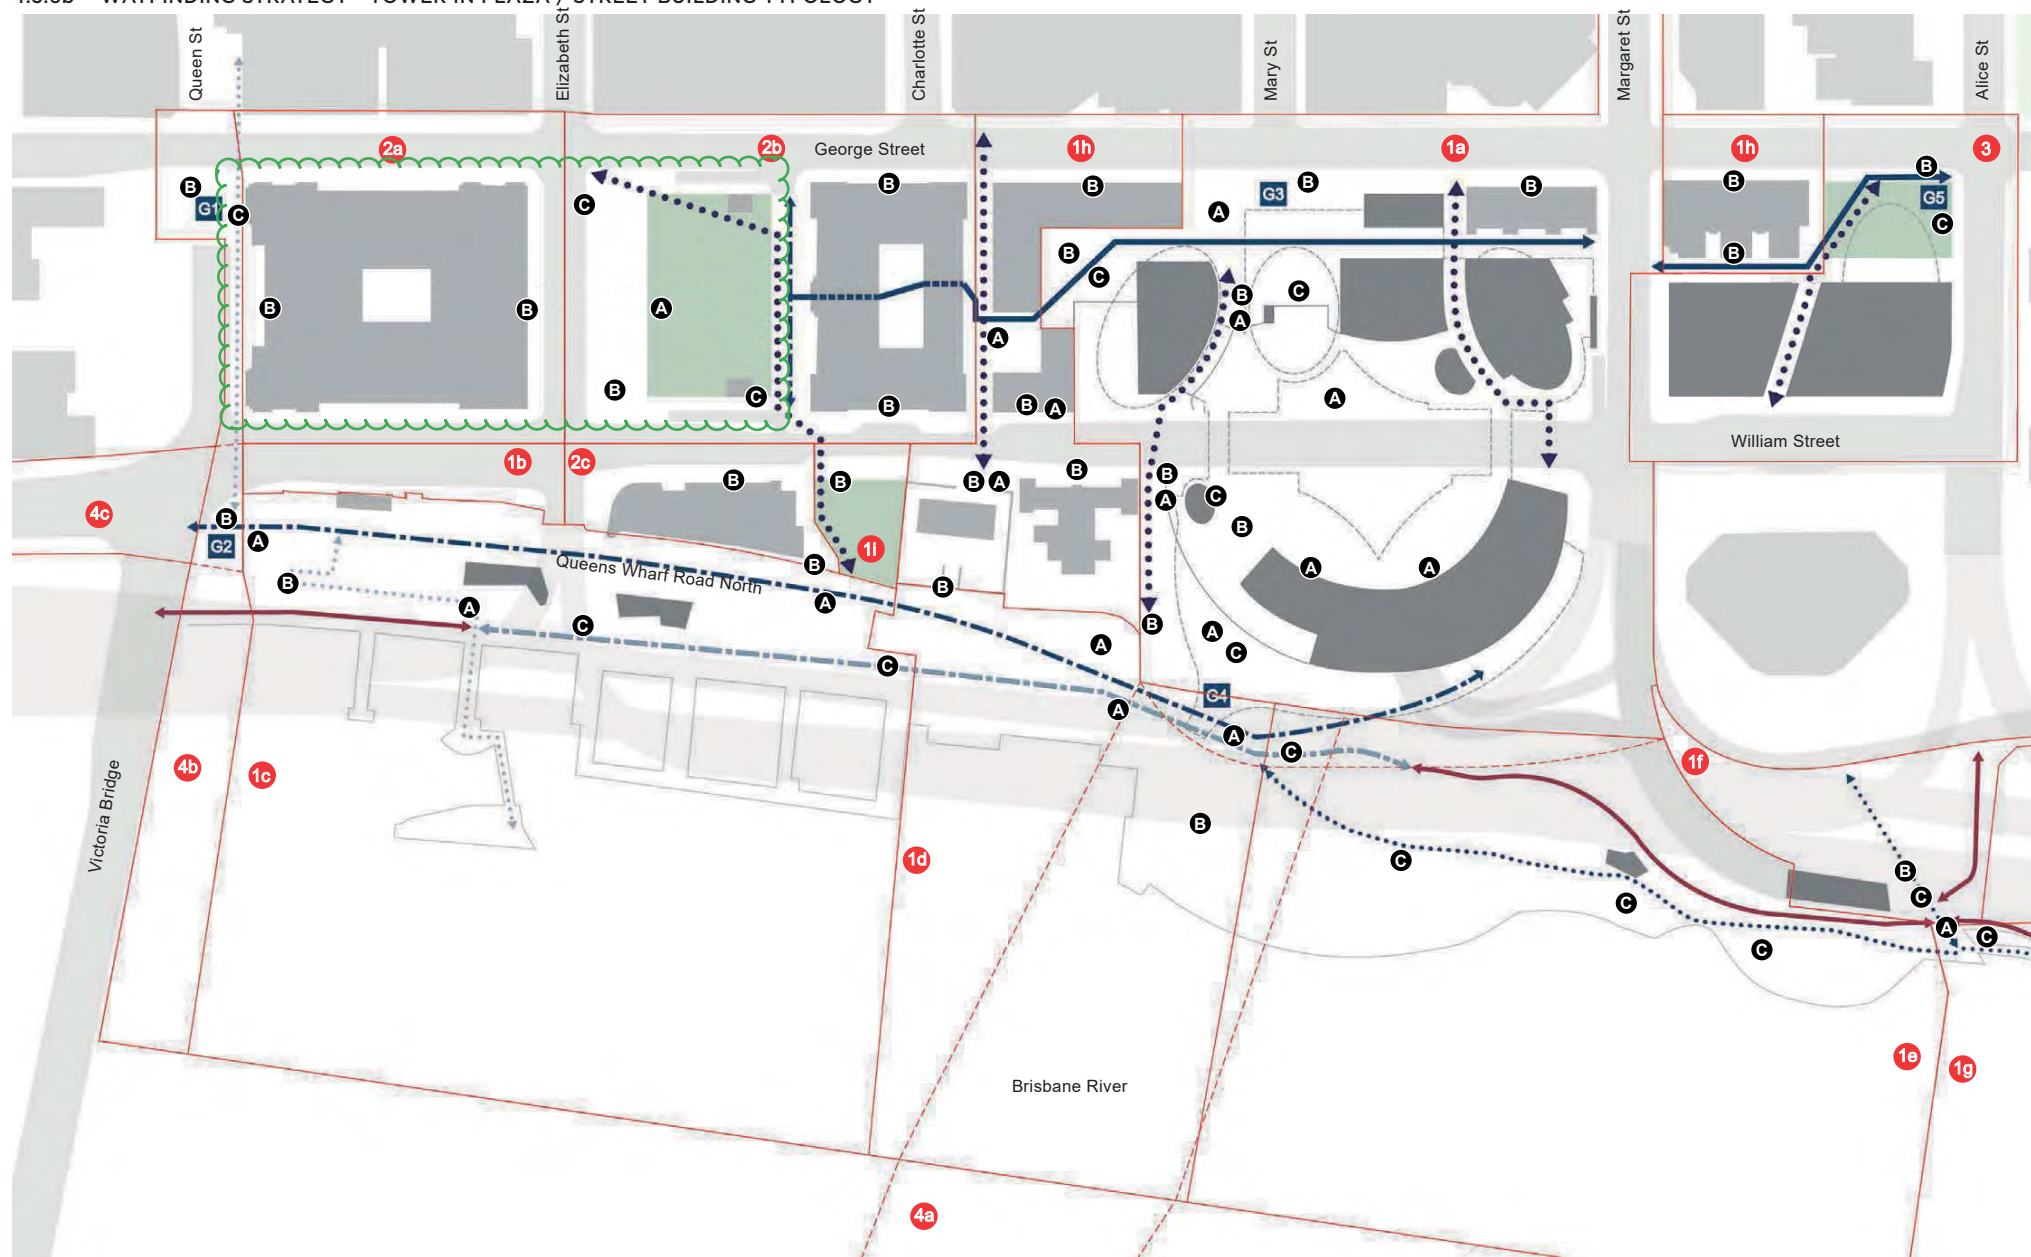 Queen St
Elizabeth St
Charlotte St
Mary St
Margaret St
Alice St
2a
2b
George Street
1h
1a
1h
3
B
B
B
B
B
B
B
G1
C
C
A
G3
G5
C
B
B
C
B
B
B
A
C
B
A
A
B
C
B
B
A
A
William Street
1b
2c
B
B
B
A
B
B
A
C
B
4c
B
G2
A
1i
Queens Wharf Road North
B
B
B
A
A
A
A
C
B
A
C
A
C
G4
A
A
C
4b
1c
1f
Victoria Bridge
B
1d
C
C
B
C
A
C
C
1e
1g
Brisbane River
4a